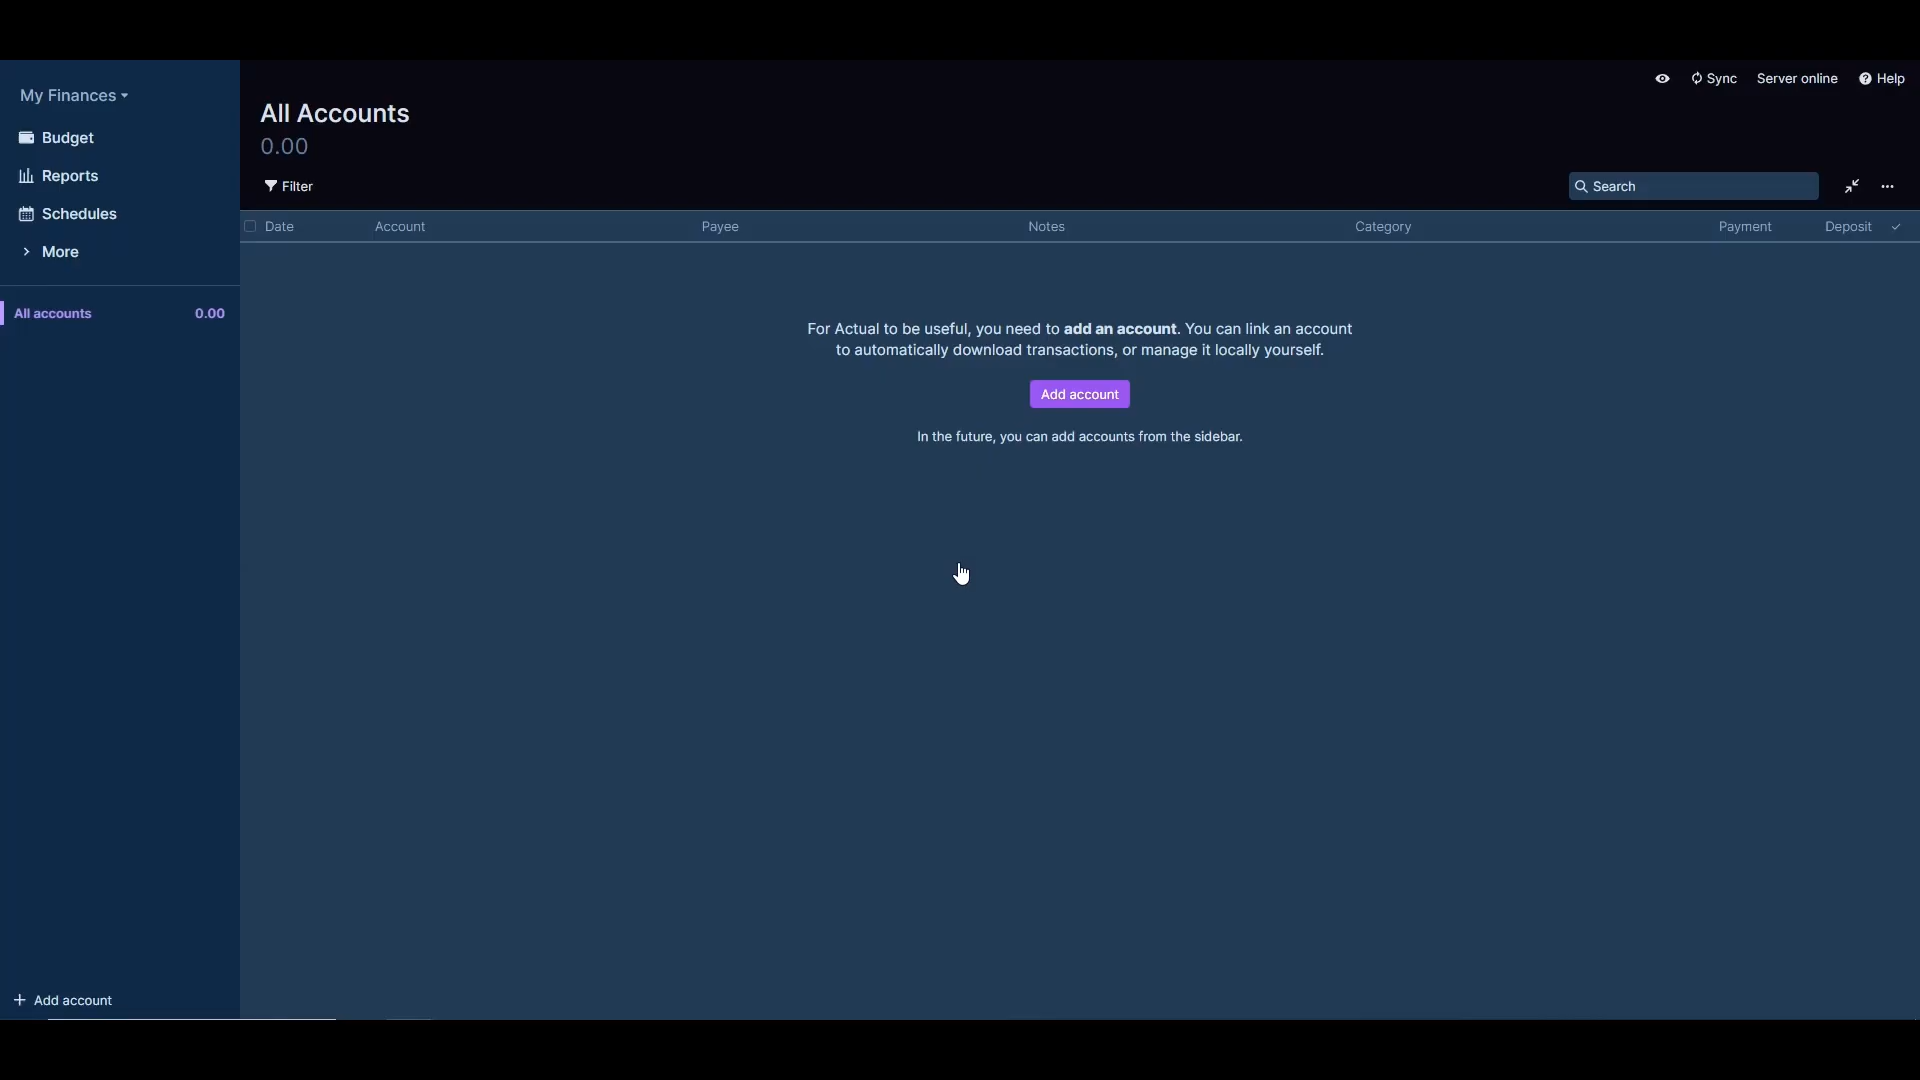 My Finances
Budget
Reports
Schedules
More
All accounts 0.00
Add account
Sync Server online Help
All Accounts
0.00
Filter
Search
Date Account Payee Notes Category Payment Deposit
For Actual to be useful, you need to add an account. You can link an account
to automatically download transactions, or manage it locally yourself.
Add account
In the future, you can add accounts from the sidebar.